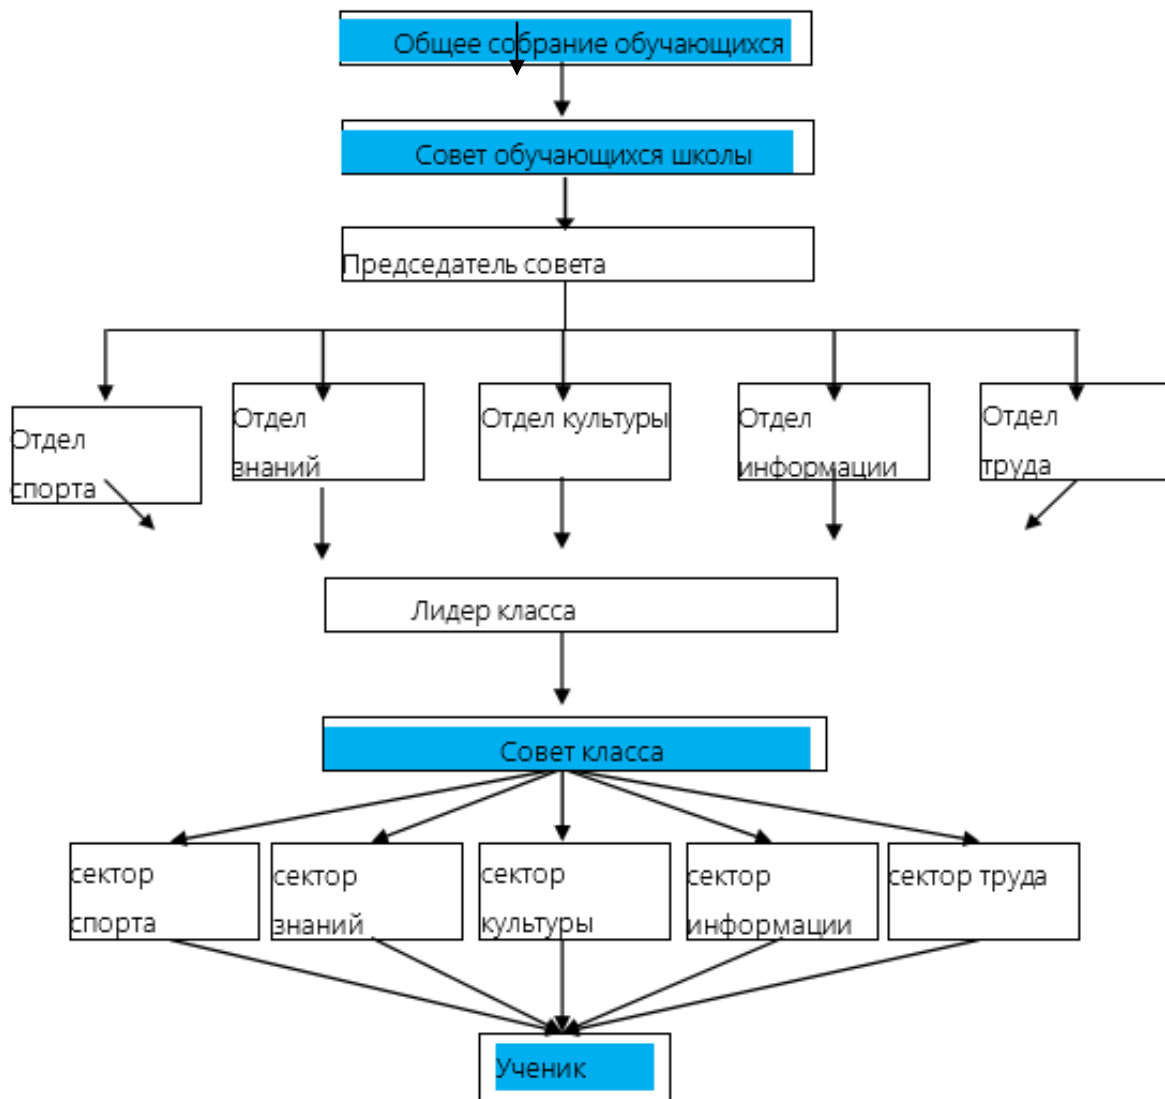 Общее собрание обучающихся
Совет обучающихся школы
Председатель совета
Отдел
спорта
Отдел
знаний
Отдел культуры
Отдел
информации
Отдел
труда
Лидер класса
Совет класса
сектор
спорта
сектор
знаний
сектор
культуры
сектор
информации
сектор труда
Ученик